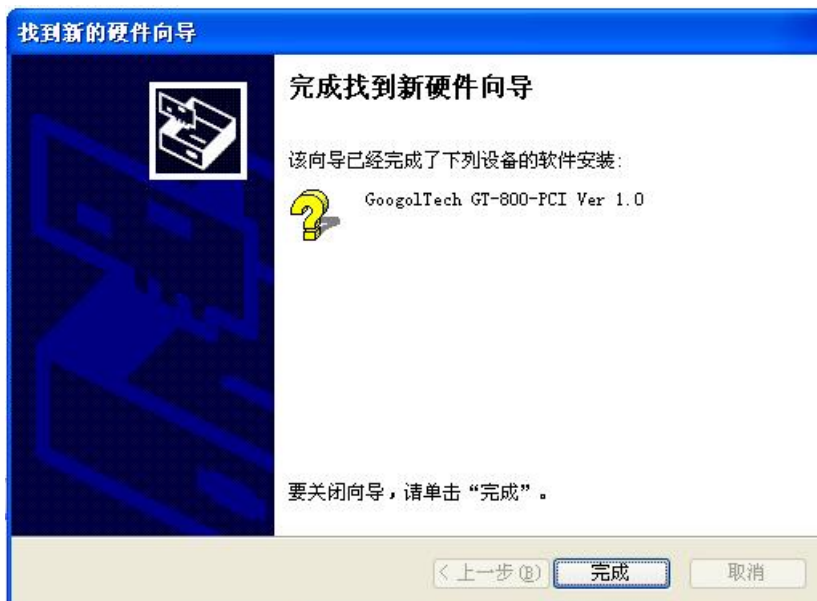 找到新的硬件向导
完成找到新硬件向导
该向导已经完成了下列设备的软件安装:
GoogolTech GT-800-PCI Ver 1.0
要关闭向导，请单击“完成”。
< 上一步(B)
完成
取消